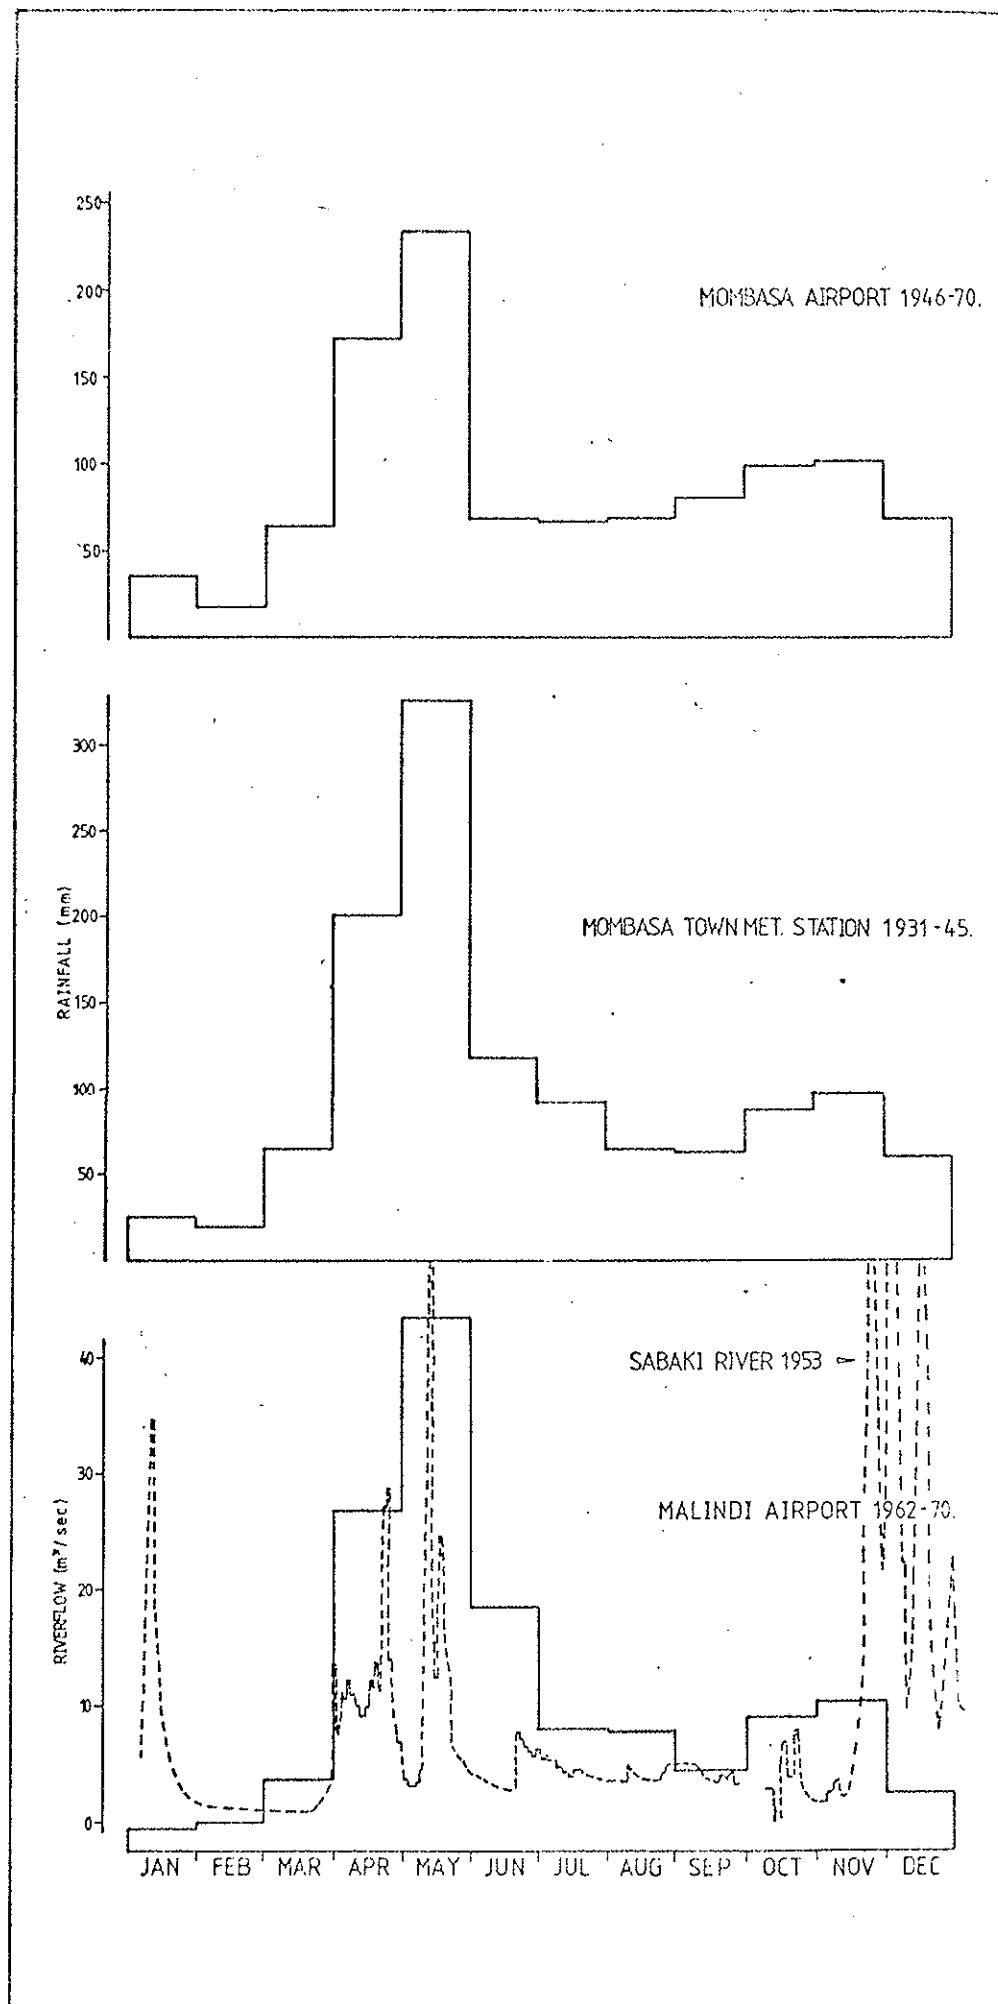 250
200
150
100
50
MOMBASA AIRPORT 1946-70.
RAINFALL (mm)
300
250
200
150
100
50
MOMBASA TOWN MET. STATION 1931-45.
RIVERFLOW (m³/sec)
40
30
20
10
0
SABAKI RIVER 1953
MALINDI AIRPORT 1962-70.
JAN FEB MAR APR MAY JUN JUL AUG SEP OCT NOV DEC